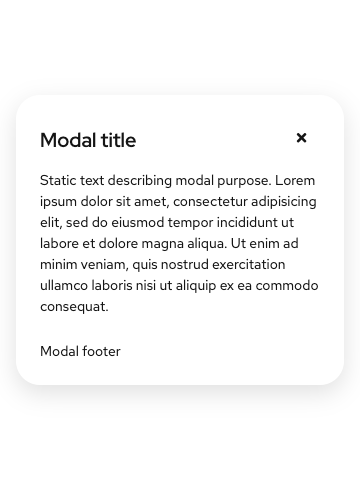 Modal title
Static text describing modal purpose. Lorem
ipsum dolor sit amet, consectetur adipisicing
elit, sed do eiusmod tempor incididunt ut
labore et dolore magna aliqua. Ut enim ad
minim veniam, quis nostrud exercitation
ullamco laboris nisi ut aliquip ex ea commodo
consequat.
Modal footer